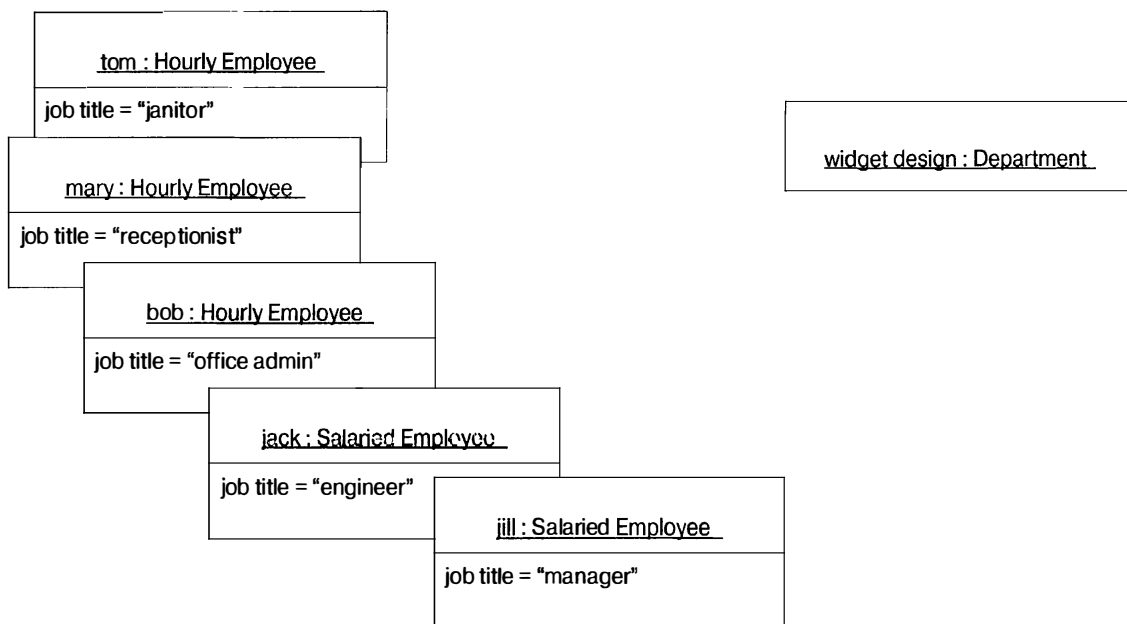 tom : Hourly Employee
job title = “janitor”
widget design : Department
mary : Hourly Employee
job title = “receptionist”
bob : Hourly Employee
job title = “office admin”
jack : Salaried Employee
job title = “engineer”
jill : Salaried Employee
job title = “manager”